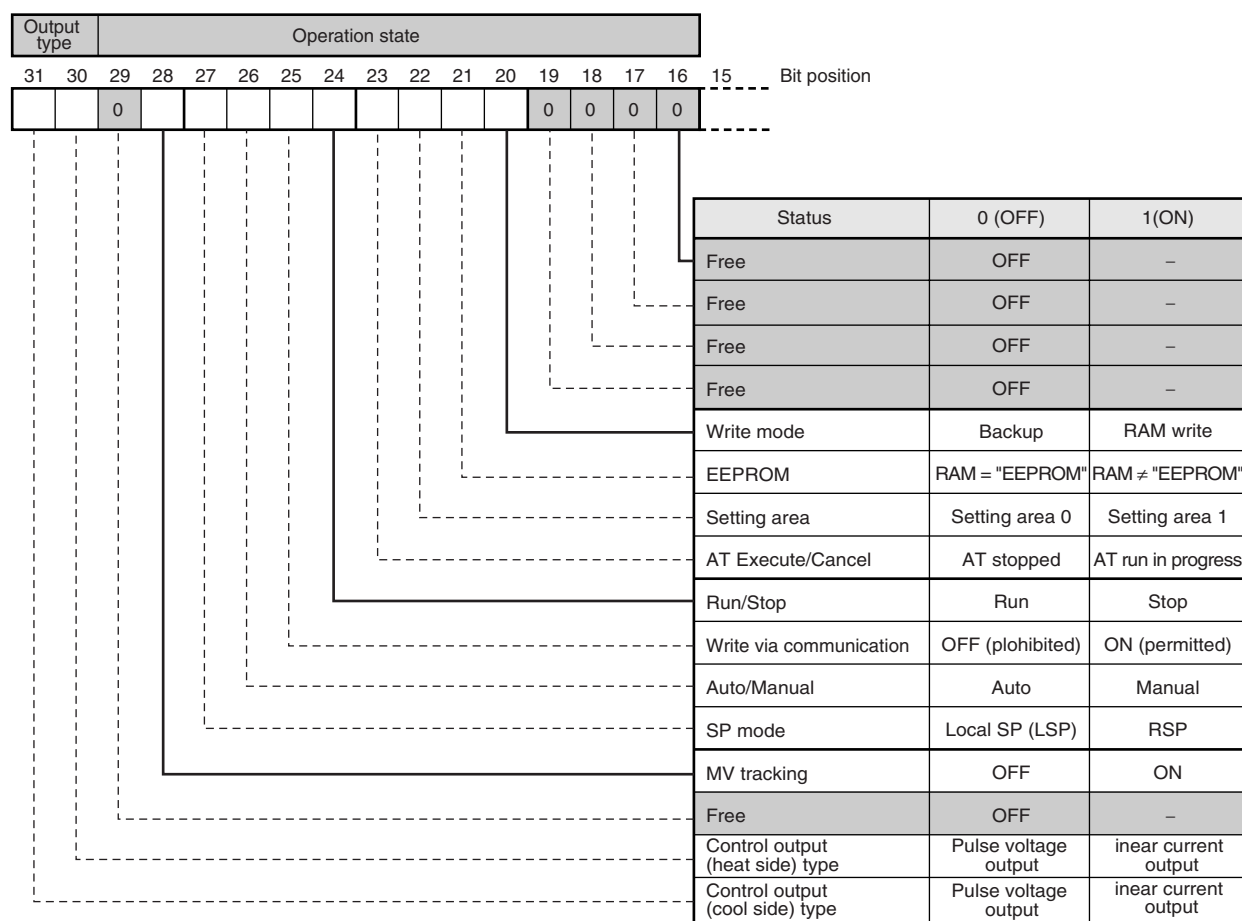 Output type
Operation state
31 30 29 28 27 26 25 24 23 22 21 20 19 18 17 16 15 Bit position
0 0 0 0 0
Status 0 (OFF) 1(ON)
Free OFF –
Free OFF –
Free OFF –
Free OFF –
Write mode Backup RAM write
EEPROM RAM = "EEPROM" RAM ≠ "EEPROM"
Setting area Setting area 0 Setting area 1
AT Execute/Cancel AT stopped AT run in progress
Run/Stop Run Stop
Write via communication OFF (plohibited) ON (permitted)
Auto/Manual Auto Manual
SP mode Local SP (LSP) RSP
MV tracking OFF ON
Free OFF –
Control output Pulse voltage inear current
(heat side) type output output
Control output Pulse voltage inear current
(cool side) type output output